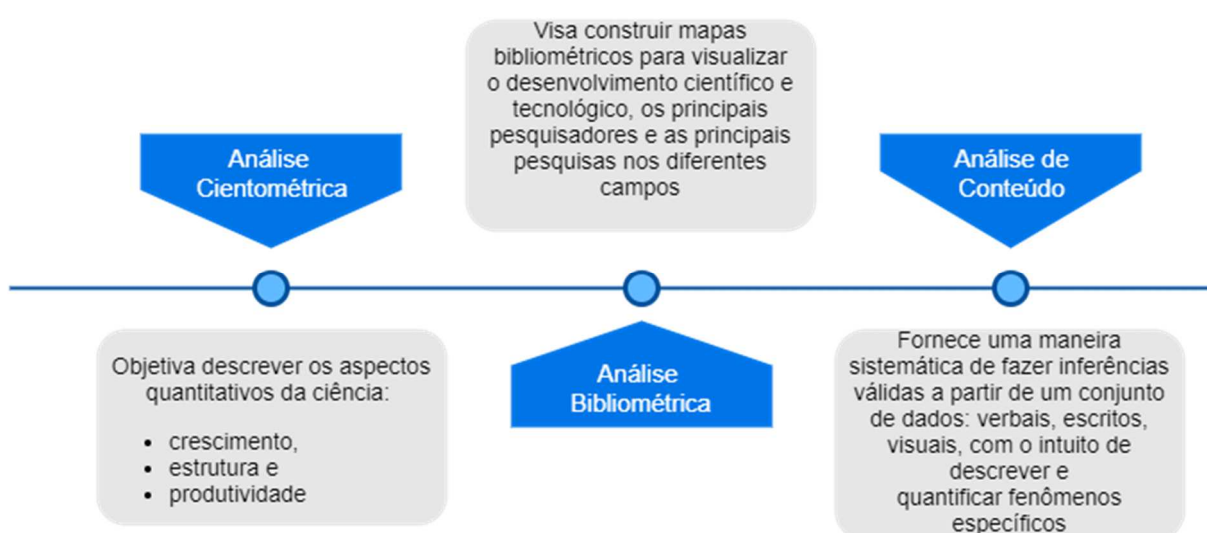 Análise
Cientométrica
Objetiva descrever os aspectos
quantitativos da ciência:
• crescimento,
• estrutura e
• produtividade
Visa construir mapas
bibliométricos para visualizar
o desenvolvimento científico e
tecnológico, os principais
pesquisadores e as principais
pesquisas nos diferentes
campos
Análise
Bibliométrica
Análise de
Conteúdo
Fornece uma maneira
sistemática de fazer inferências
válidas a partir de um conjunto
de dados: verbais, escritos,
visuais, com o intuito de
descrever e
quantificar fenômenos
específicos